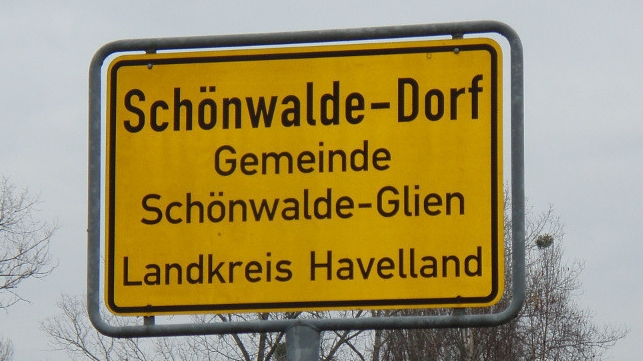 Schönwalde-Dorf
Gemeinde
Schönwalde-Glien
Landkreis Havelland